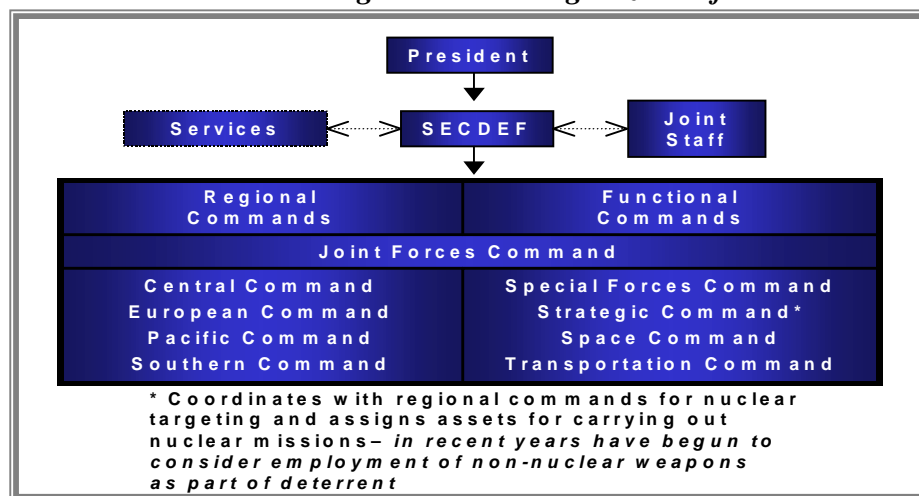 President
Services
SECDEF
Joint
Staff
Regional
Commands
Functional
Commands
Joint Forces Command
Central Command
European Command
Pacific Command
Southern Command
Special Forces Command
Strategic Command*
Space Command
Transportation Command
* Coordinates with regional commands for nuclear
targeting and assigns assets for carrying out
nuclear missions– in recent years have begun to
consider employment of non-nuclear weapons
as part of deterrent